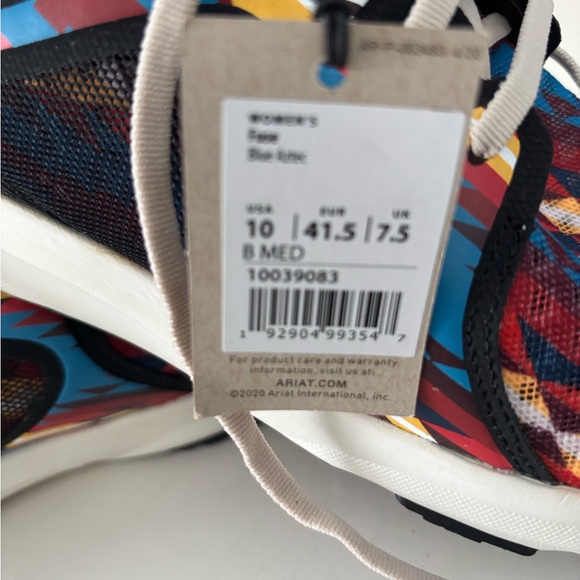 WOMEN'S
Fuse
Blue Aztec
USA EUR UK
10 | 41.5 | 7.5
B MED
10039083
1 92904 99354 7
For product care and warranty
information, visit us at:
ARIAT.COM
©2020 Ariat International, Inc.